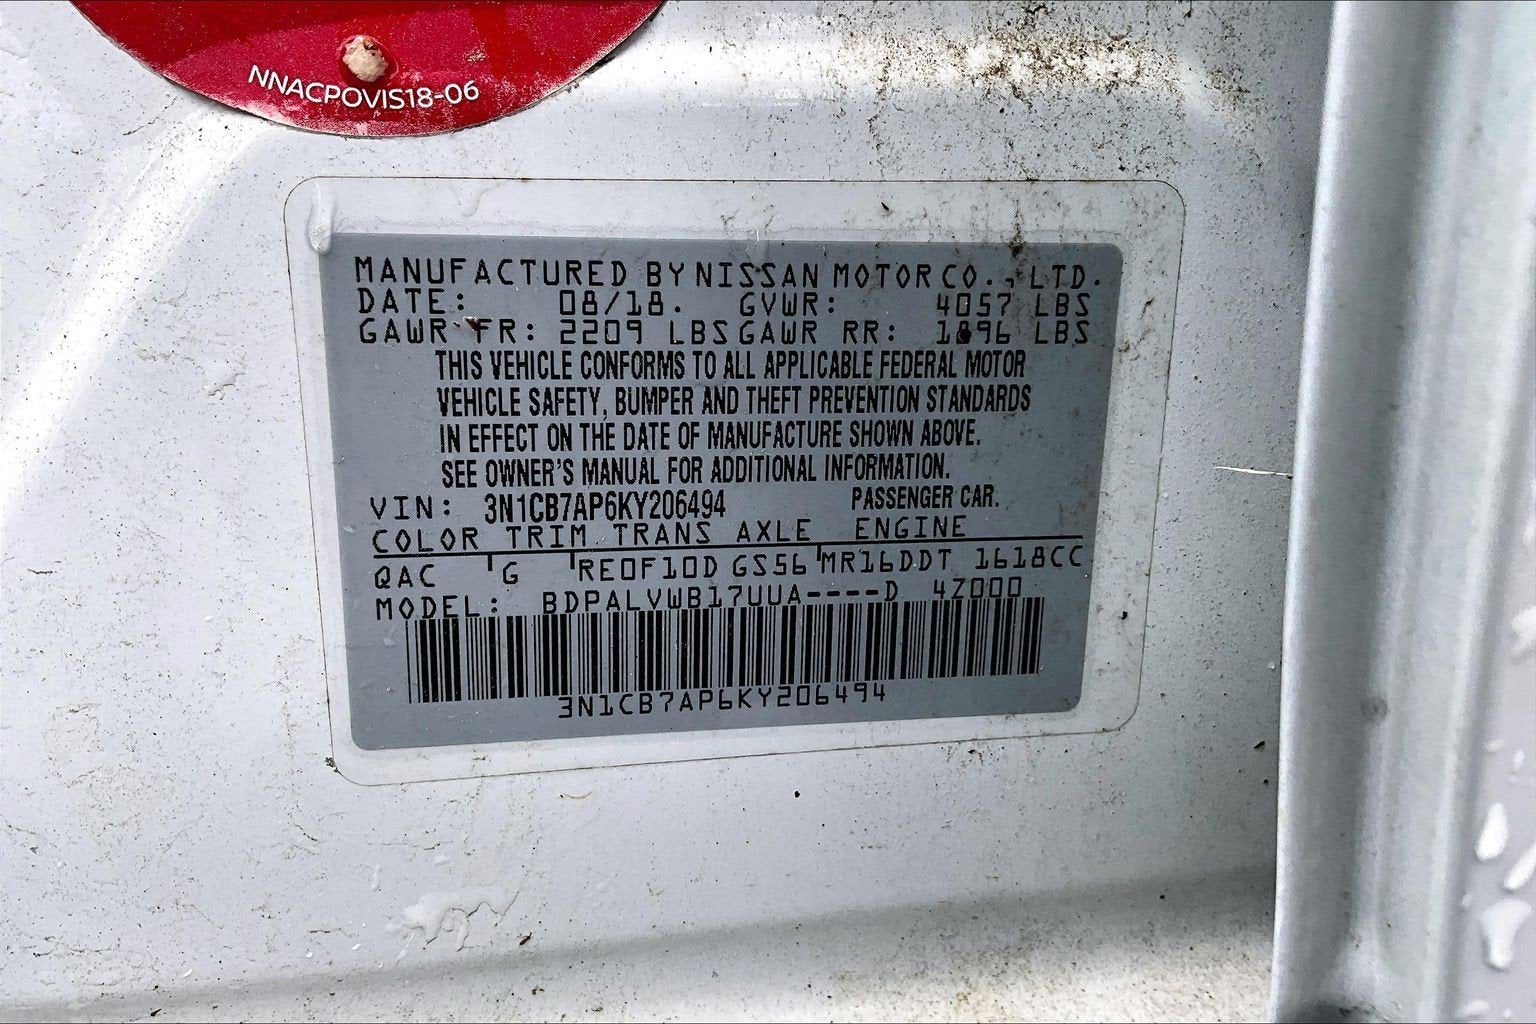 NNACPOVIS18-06
MANUFACTURED BY NISSAN MOTOR CO., LTD.
DATE: 08/18. GVWR: 4057 LBS
GAWR FR: 2209 LBS GAWR RR: 1896 LBS
THIS VEHICLE CONFORMS TO ALL APPLICABLE FEDERAL MOTOR
VEHICLE SAFETY, BUMPER AND THEFT PREVENTION STANDARDS
IN EFFECT ON THE DATE OF MANUFACTURE SHOWN ABOVE.
SEE OWNER'S MANUAL FOR ADDITIONAL INFORMATION.
VIN: 3N1CB7AP6KY206494 PASSENGER CAR.
COLOR TRIM TRANS AXLE ENGINE
QAC G RE0F10D GS56 MR16DDT 1618CC
MODEL: BDPALVWB17UUA----D 4Z000
3N1CB7AP6KY206494